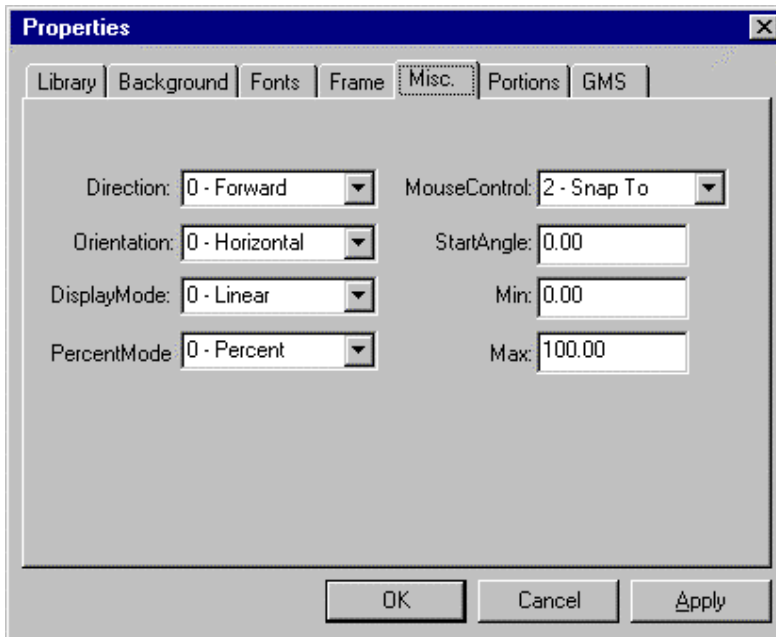 Properties
Library Background Fonts Frame Misc. Portions GMS
Direction: 0 - Forward MouseControl: 2 - Snap To
Orientation: 0 - Horizontal StartAngle: 0.00
DisplayMode: 0 - Linear Min: 0.00
PercentMode 0 - Percent Max: 100.00
OK Cancel Apply